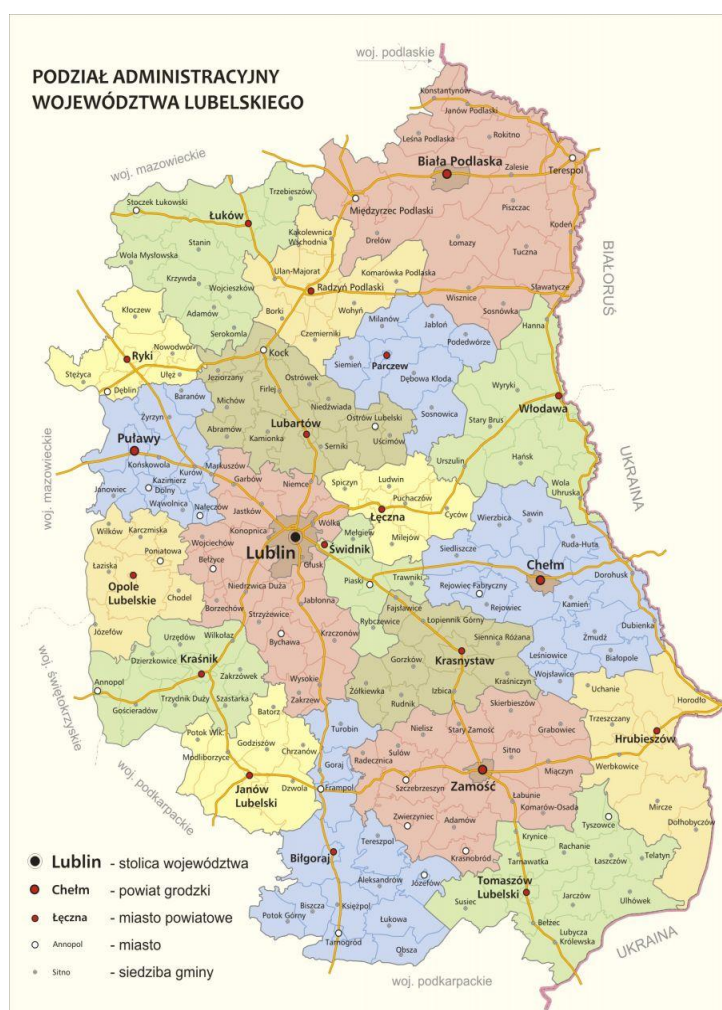 woj. podlaskie
PODZIAŁ ADMINISTRACYJNY
WOJEWÓDZTWA LUBELSKIEGO
Konstantynów
Janów Podlaski
Leśna Podlaska
Rokitno
woj. mazowieckie
Biała Podlaska
Zalesie
Terespol
Trzebieszów
Stoczek Łukowski
Międzyrzec Podlaski
Piszczac
Łuków
Kąkolewnica
Wschodnia
Kodeń
Stanin
Drelów
Łomazy
Tuczna
BIAŁORUŚ
Wola Mysłowska
Ulan-Majorat
Komarówka Podlaska
Krzywda
Wojcieszków
Radzyń Podlaski
Sławatycze
Wisznice
Adamów
Borki
Wohyń
Sosnówka
Kłoczew
Serokomla
Czemierniki
Milanów
Jabloń
Hanna
Podedwórze
Nowodwór
Kock
Ryki
Siemień
Parczew
Stężyca
Ułęż
Jeziorzany
Ostrówek
Dębowa Kłoda
Wyryki
Dęblin
Firlej
Baranów
Michów
Niedźwiada
Włodawa
Żyrzyn
Ostrów Lubelski
Sosnowica
Stary Brus
Abramów
Lubartów
Uścimów
Puławy
Kamionka
Serniki
woj. mazowieckie
Końskowola
Kurów
Markuszów
Urszulin
Hańsk
UKRAINA
Janowiec
Kazimierz
Dolny
Garbów
Niemce
Spiczyn
Ludwin
Wola
Uhruska
Wąwolnica
Nałęczów
Puchaczów
Jastków
Łęczna
Cyców
Wierzbica
Sawin
Wilków
Karczmiska
Konopnica
Wólka
Mełgiew
Milejów
Ruda-Huta
Wojciechów
Lublin
Świdnik
Siedliszcze
Poniatowa
Bełżyce
Głusk
Chełm
Łaziska
Piaski
Trawniki
Dorohusk
Opole
Lubelskie
Niedrzwica Duża
Rejowiec Fabryczny
Chodel
Jabłonna
Kamień
Borzechów
Fajsławice
Rejowiec
Strzyżewice
Rybczewice
Łopiennik Górny
Dubienka
Józefów
Urzędów
Wilkołaz
Bychawa
Krzczonów
Siennica Różana
Żmudź
Dzierzkowice
Gorzków
Krasnystaw
Leśniowice
Białopole
woj. świętokrzyskie
Kraśnik
Zakrzówek
Wojsławice
Annopol
Wysokie
Żółkiewka
Izbica
Kraśniczyn
Uchanie
Trzydnik Duży
Szastarka
Zakrzew
Rudnik
Horodło
Gościeradów
Batorz
Skierbieszów
Turobin
Nielisz
Stary Zamość
Grabowiec
Trzeszczany
Potok Wlk.
Godziszów
Hrubieszów
Modliborzyce
Chrzanów
Goraj
Radecznica
Sułów
Sitno
Werbkowice
woj. podkarpackie
Janów
Lubelski
Dzwola
Frampol
Szczebrzeszyn
Zamość
Miączyn
Łabunie
Zwierzyniec
Adamów
Komarów-Osada
Mircze
Tyszowce
Dołhobyczów
Tereszpol
Krynice
Biłgoraj
Krasnobród
Tarnawatka
Rachanie
Telatyn
Łaszczów
Aleksandrów
Józefów
Tomaszów
Lubelski
Biszcza
Księżpol
Susiec
Jarczów
Ulhówek
Potok Górny
Łukowa
Bełżec
Lubycza
Królewska
Tarnogród
Obsza
UKRAINA
woj. podkarpackie
Lublin - stolica województwa
Chełm - powiat grodzki
Łęczna - miasto powiatowe
Annopol - miasto
Sitno - siedziba gminy